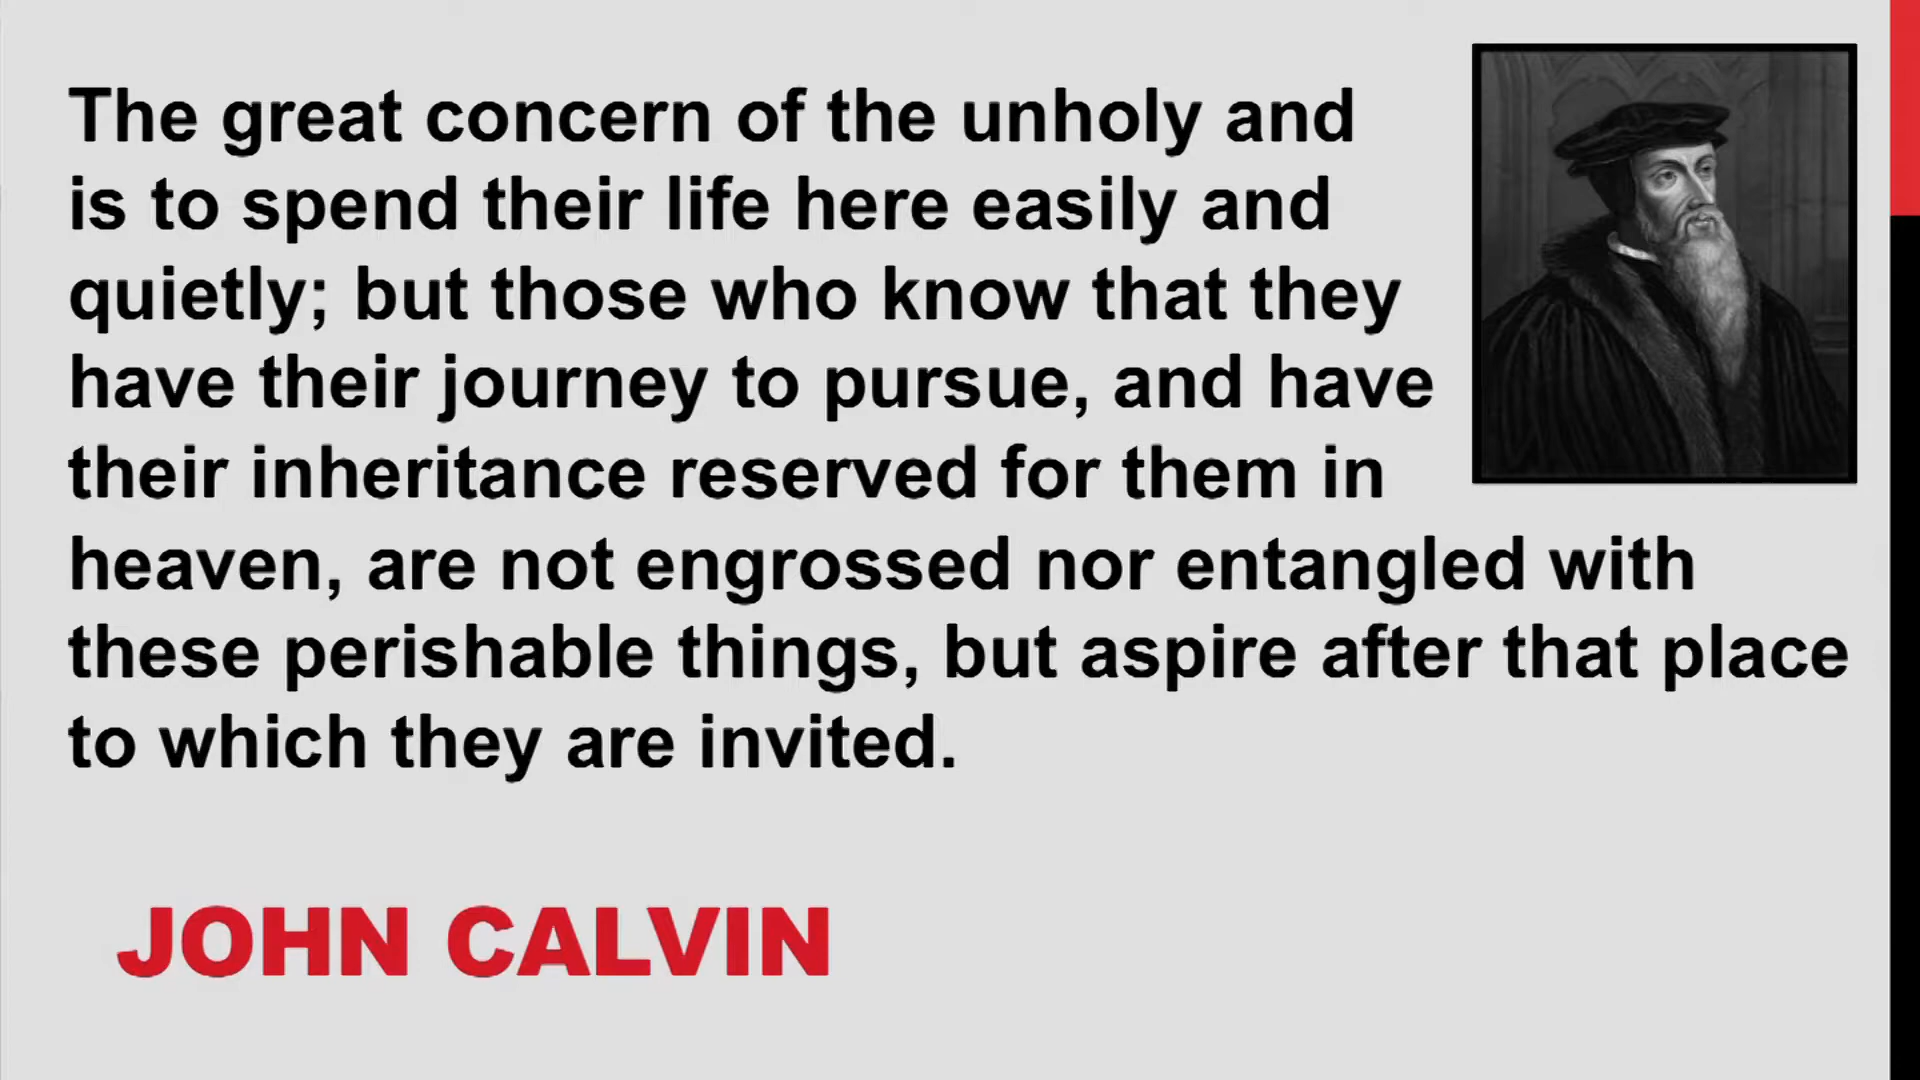 The great concern of the unholy and
is to spend their life here easily and
quietly; but those who know that they
have their journey to pursue, and have
their inheritance reserved for them in
heaven, are not engrossed nor entangled with
these perishable things, but aspire after that place
to which they are invited.
JOHN CALVIN